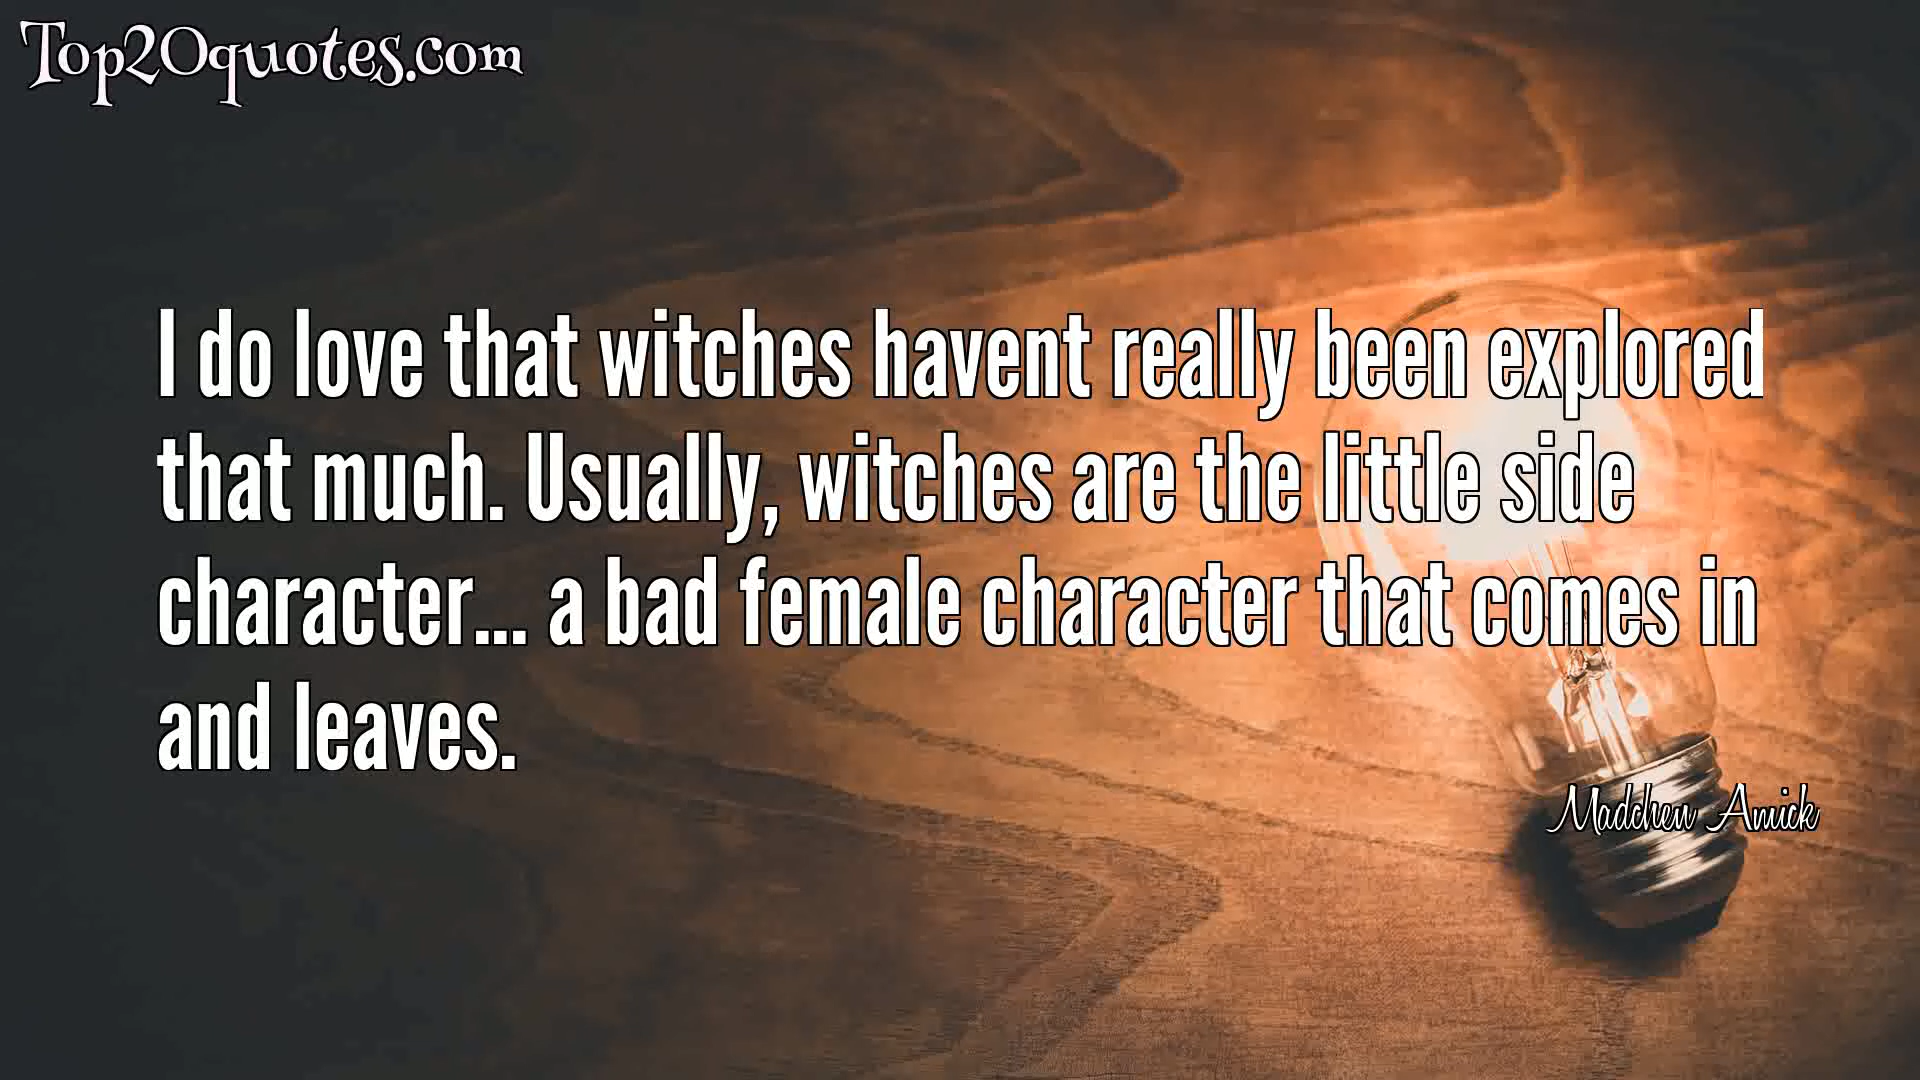 Top20quotes.com
I do love that witches havent really been explored
that much. Usually, witches are the little side
character... a bad female character that comes in
and leaves.
Madchen Amick